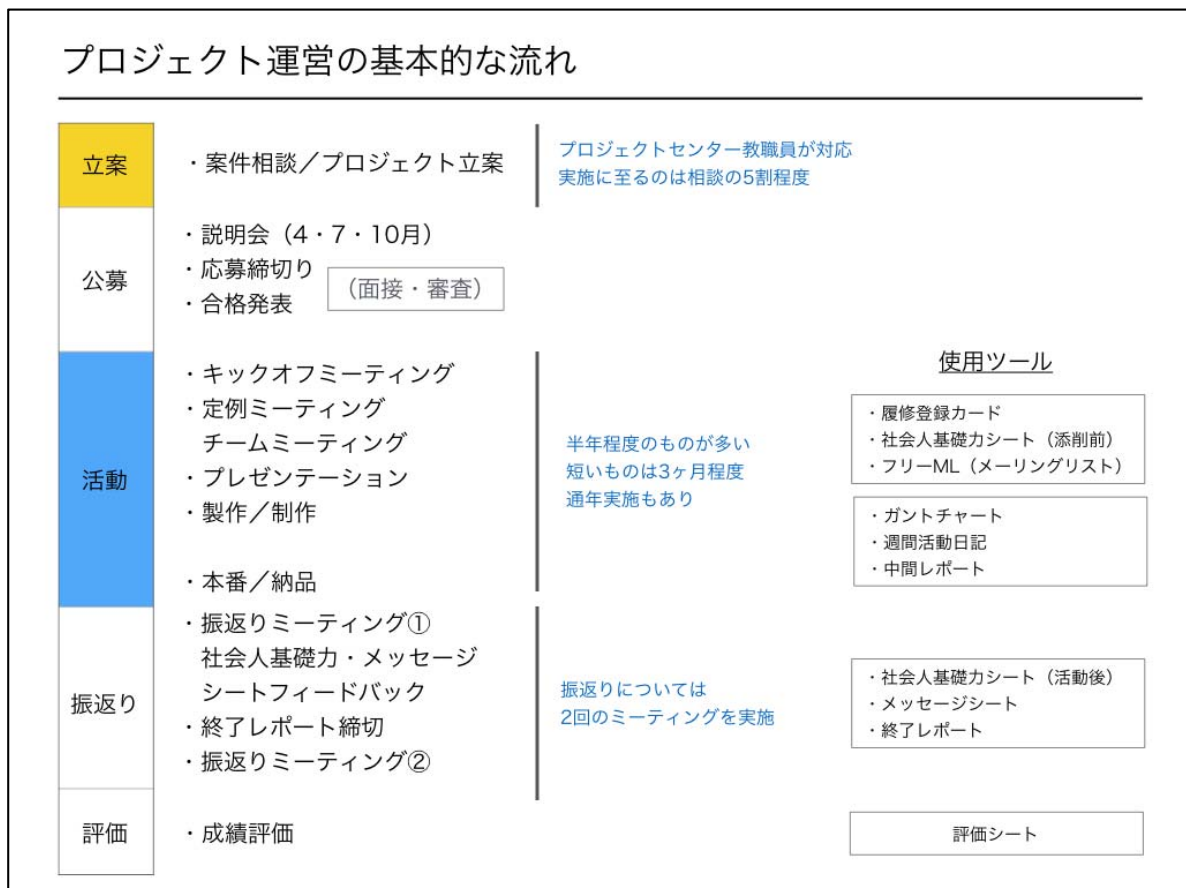 プロジェクト運営の基本的な流れ
立案
・案件相談／プロジェクト立案
プロジェクトセンター教職員が対応
実施に至るのは相談の5割程度
公募
・説明会（4・7・10月）
・応募締切り
・合格発表
（面接・審査）
活動
・キックオフミーティング
・定例ミーティング
チームミーティング
・プレゼンテーション
・製作／制作
・本番／納品
半年程度のものが多い
短いものは3ヶ月程度
通年実施もあり
使用ツール
・履修登録カード
・社会人基礎力シート（添削前）
・フリーML（メーリングリスト）
・ガントチャート
・週間活動日記
・中間レポート
振返り
・振返りミーティング①
社会人基礎力・メッセージ
シートフィードバック
・終了レポート締切
・振返りミーティング②
振返りについては
2回のミーティングを実施
・社会人基礎力シート（活動後）
・メッセージシート
・終了レポート
評価
・成績評価
評価シート